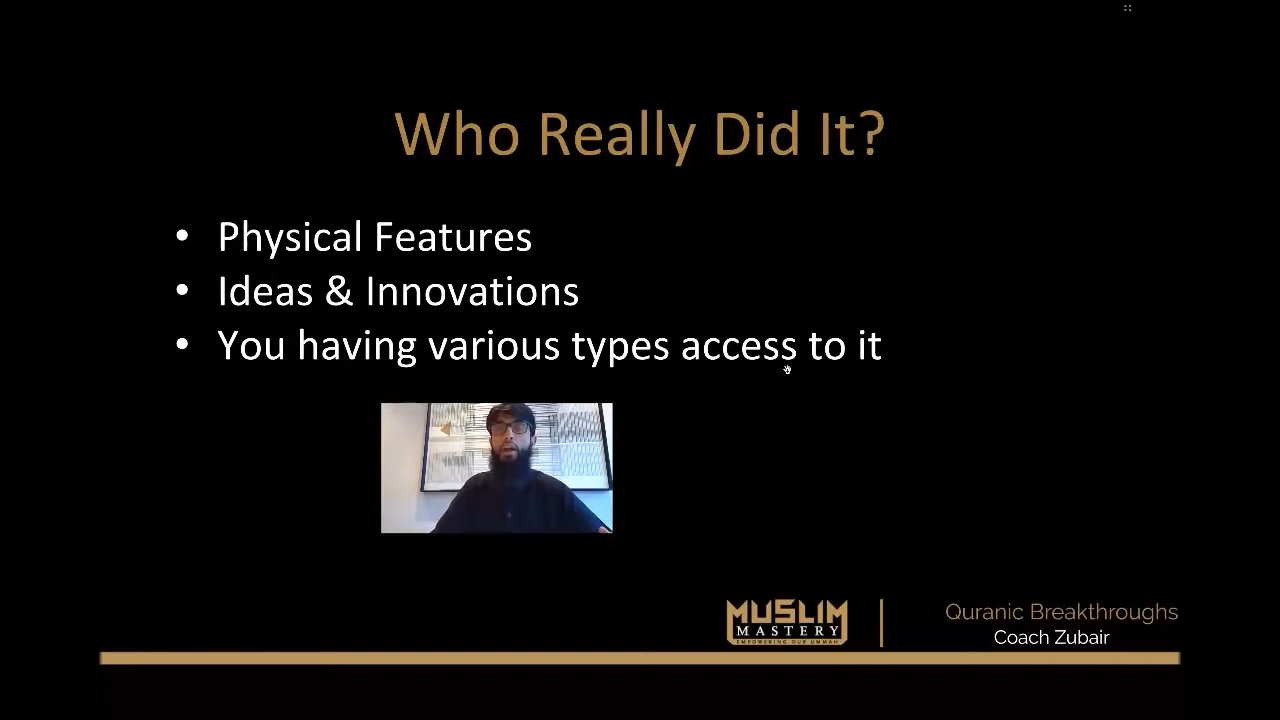 Who Really Did It?
• Physical Features
• Ideas & Innovations
• You having various types access to it
MUSLIM
MASTERY
EMPOWERING OUR UMMAH
Quranic Breakthroughs
Coach Zubair